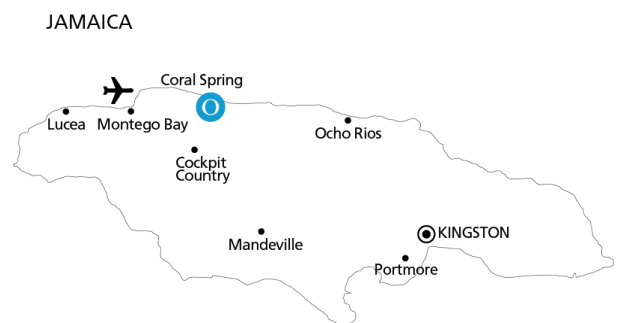 JAMAICA
Coral Spring
O
Lucea
Montego Bay
Ocho Rios
Cockpit
Country
Mandeville
KINGSTON
Portmore